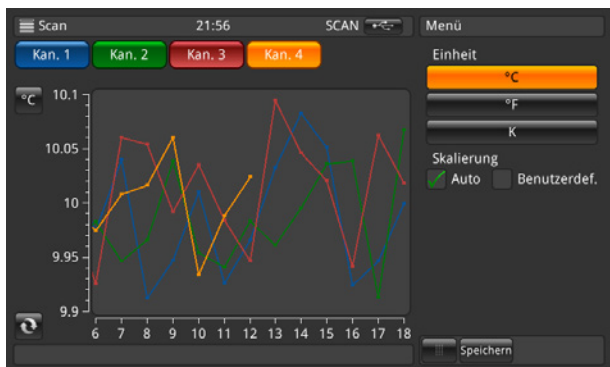 Scan 21:56 SCAN
Menü
Kan. 1 Kan. 2 Kan. 3 Kan. 4
Einheit
°C
°F
K
Skalierung
Auto Benutzerdef.
°C
10.1
10.05
10
9.95
9.9
6 7 8 9 10 11 12 13 14 15 16 17 18
Speichern